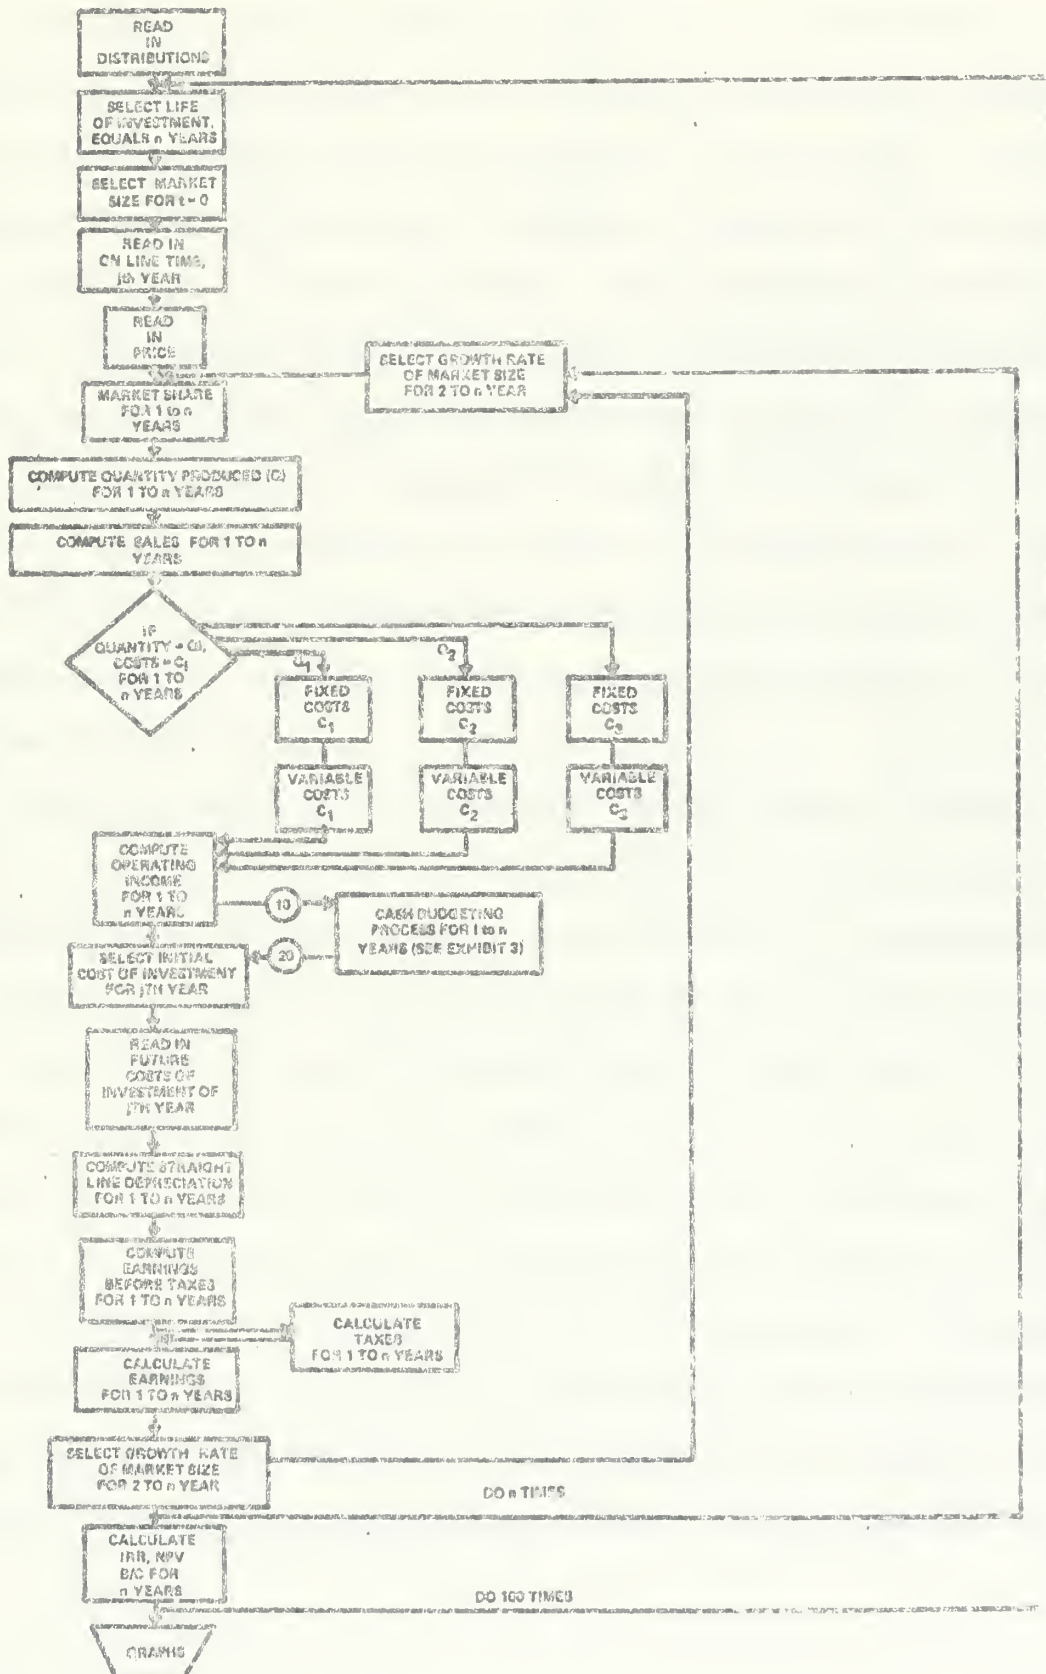 READ
IN
DISTRIBUTIONS
SELECT LIFE
OF INVESTMENT,
EQUALS n YEARS
SELECT MARKET
SIZE FOR t = 0
READ IN
ON LINE TIME,
jth YEAR
READ
IN
PRICE
SELECT GROWTH RATE
OF MARKET SIZE
FOR 2 TO n YEAR
MARKET SHARE
FOR 1 to n
YEARS
COMPUTE QUANTITY PRODUCED (Q)
FOR 1 TO n YEARS
COMPUTE SALES FOR 1 TO n
YEARS
IF
QUANTITY = Qi,
COSTS = Ci
FOR 1 TO
n YEARS
Q1
Q2
FIXED
COSTS
C1
FIXED
COSTS
C2
FIXED
COSTS
C3
VARIABLE
COSTS
C1
VARIABLE
COSTS
C2
VARIABLE
COSTS
C3
COMPUTE
OPERATING
INCOME
FOR 1 TO
n YEARS
10
CASH BUDGETING
PROCESS FOR 1 to n
YEARS (SEE EXHIBIT 3)
20
SELECT INITIAL
COST OF INVESTMENT
FOR jTH YEAR
READ IN
FUTURE
COSTS OF
INVESTMENT OF
jTH YEAR
COMPUTE STRAIGHT
LINE DEPRECIATION
FOR 1 TO n YEARS
COMPUTE
EARNINGS
BEFORE TAXES
FOR 1 TO n YEARS
CALCULATE
TAXES
FOR 1 TO n YEARS
CALCULATE
EARNINGS
FOR 1 TO n YEARS
SELECT GROWTH RATE
OF MARKET SIZE
FOR 2 TO n YEAR
DO n TIMES
CALCULATE
IRR, NPV
B/C FOR
n YEARS
DO 100 TIMES
GRAPHS